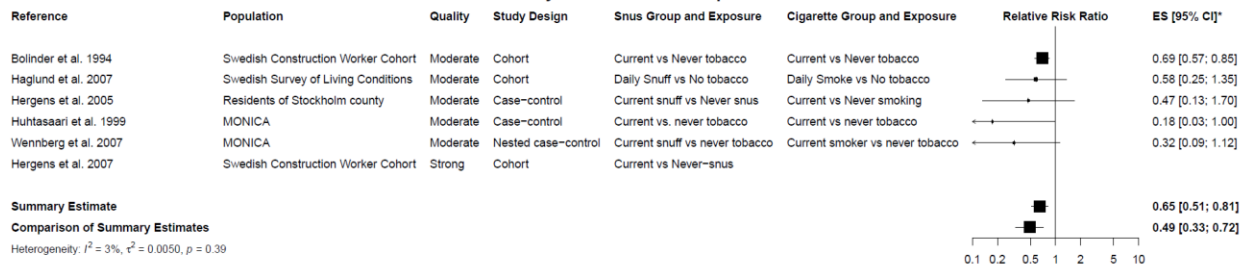 Reference Population Quality Study Design Snus Group and Exposure Cigarette Group and Exposure Relative Risk Ratio ES [95% CI]*
Bolinder et al. 1994 Swedish Construction Worker Cohort Moderate Cohort Current vs Never tobacco Current vs Never tobacco 0.69 [0.57; 0.85]
Haglund et al. 2007 Swedish Survey of Living Conditions Moderate Cohort Daily Snuff vs No tobacco Daily Smoke vs No tobacco 0.58 [0.25; 1.35]
Hergens et al. 2005 Residents of Stockholm county Moderate Case−control Current snuff vs Never snus Current vs Never smoking 0.47 [0.13; 1.70]
Huhtasaari et al. 1999 MONICA Moderate Case−control Current vs. never tobacco Current vs never tobacco 0.18 [0.03; 1.00]
Wennberg et al. 2007 MONICA Moderate Nested case−control Current snuff vs never tobacco Current smoker vs never tobacco 0.32 [0.09; 1.12]
Hergens et al. 2007 Swedish Construction Worker Cohort Strong Cohort Current vs Never−snus
Summary Estimate 0.65 [0.51; 0.81]
Comparison of Summary Estimates 0.49 [0.33; 0.72]
Heterogeneity: I² = 3%, τ² = 0.0050, p = 0.39
0.1 0.2 0.5 1 2 5 10